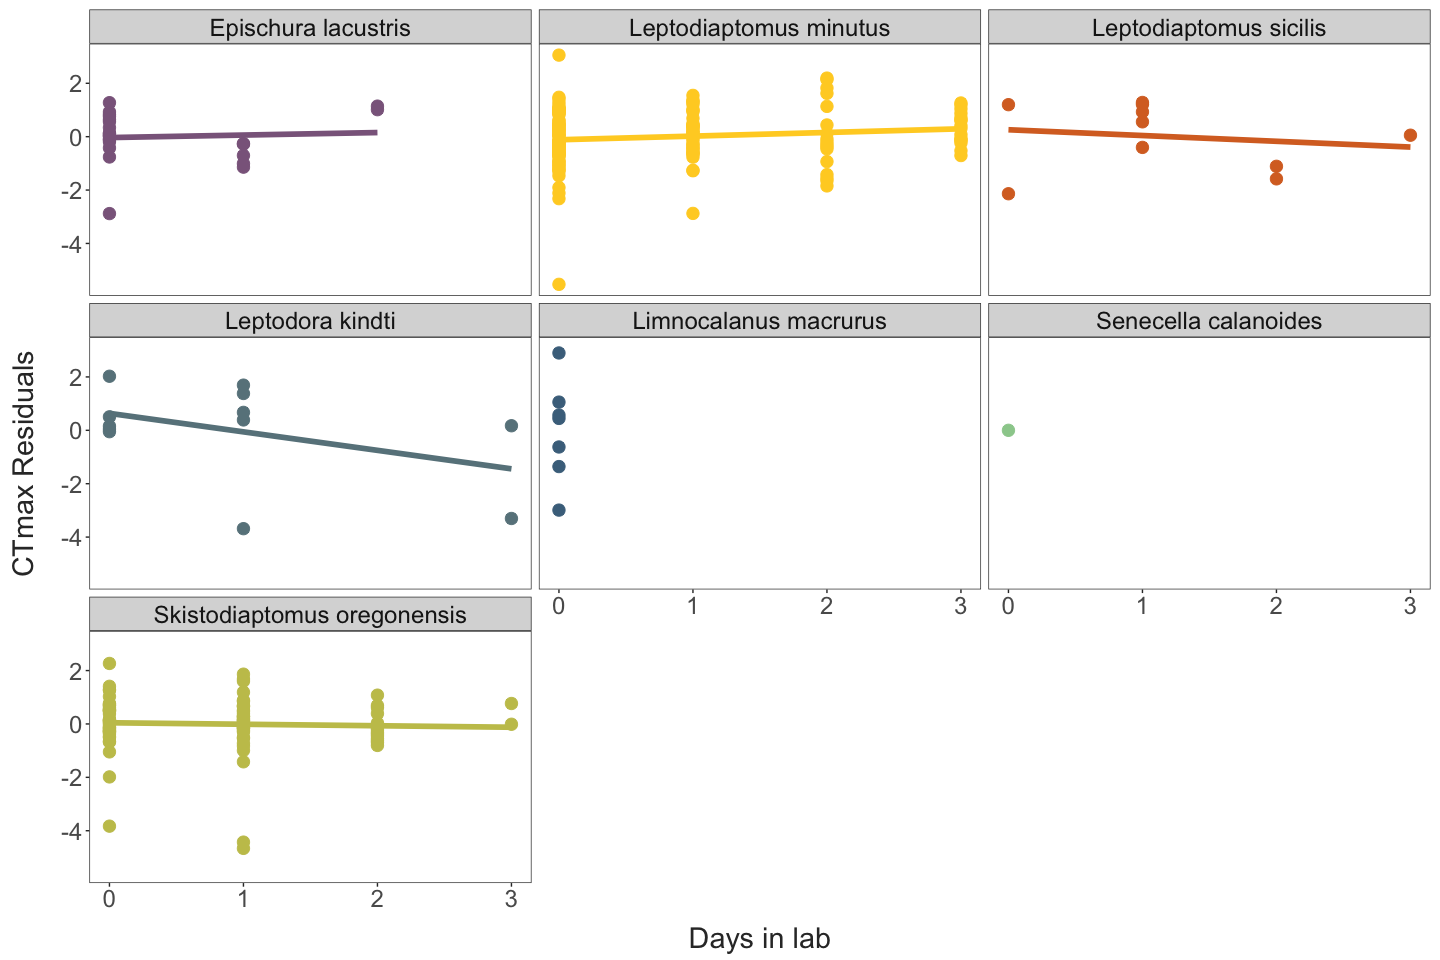 Epischura lacustris
Leptodiaptomus minutus
Leptodiaptomus sicilis
2
0
-2
-4
Leptodora kindti
Limnocalanus macrurus
Senecella calanoides
2
0
-2
-4
0 1 2 3
0 1 2 3
Skistodiaptomus oregonensis
2
0
-2
-4
0 1 2 3
CTmax Residuals
Days in lab